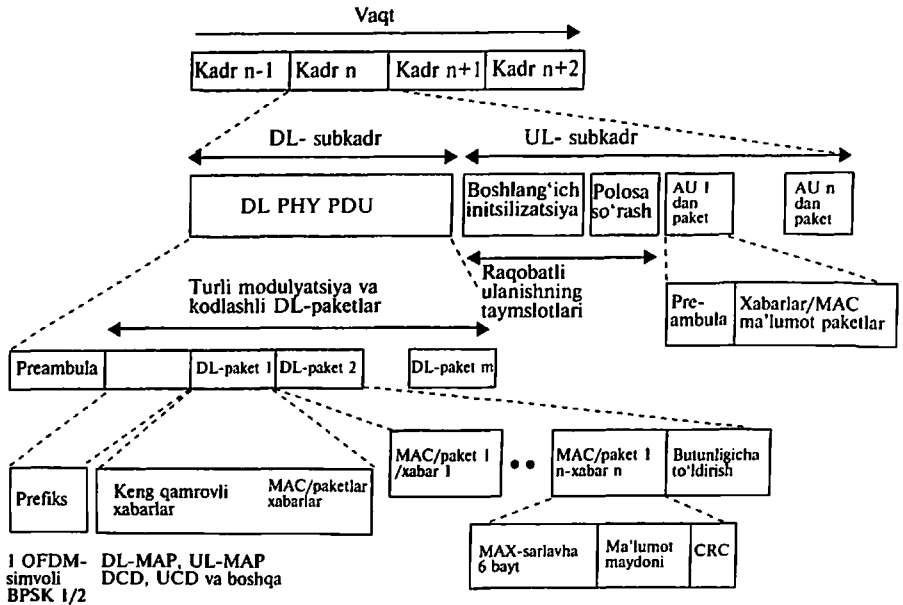 Vaqt
Kadr n-1
Kadr n
Kadr n+1
Kadr n+2
DL- subkadr
UL- subkadr
DL PHY PDU
Boshlang‘ich
initsilizatsiya
Polosa
so‘rash
AU 1
dan
paket
AU n
dan
paket
Turli modulyatsiya va
kodlashli DL-paketlar
Raqobatli
ulanishning
taymslotlari
Pre-
ambula
Xabarlar/MAC
ma’lumot paketlar
Preambula
DL-paket 1
DL-paket 2
DL-paket m
Prefiks
Keng qamrovli
xabarlar
MAC/paketlar
xabarlar
MAC/paket 1
/xabar 1
MAC/paket 1
n-xabar n
Butunligicha
to‘ldirish
MAX-sarlavha
6 bayt
Ma’lumot
maydoni
CRC
1 OFDM-
simvoli
BPSK 1/2
DL-MAP, UL-MAP
DCD, UCD va boshqa